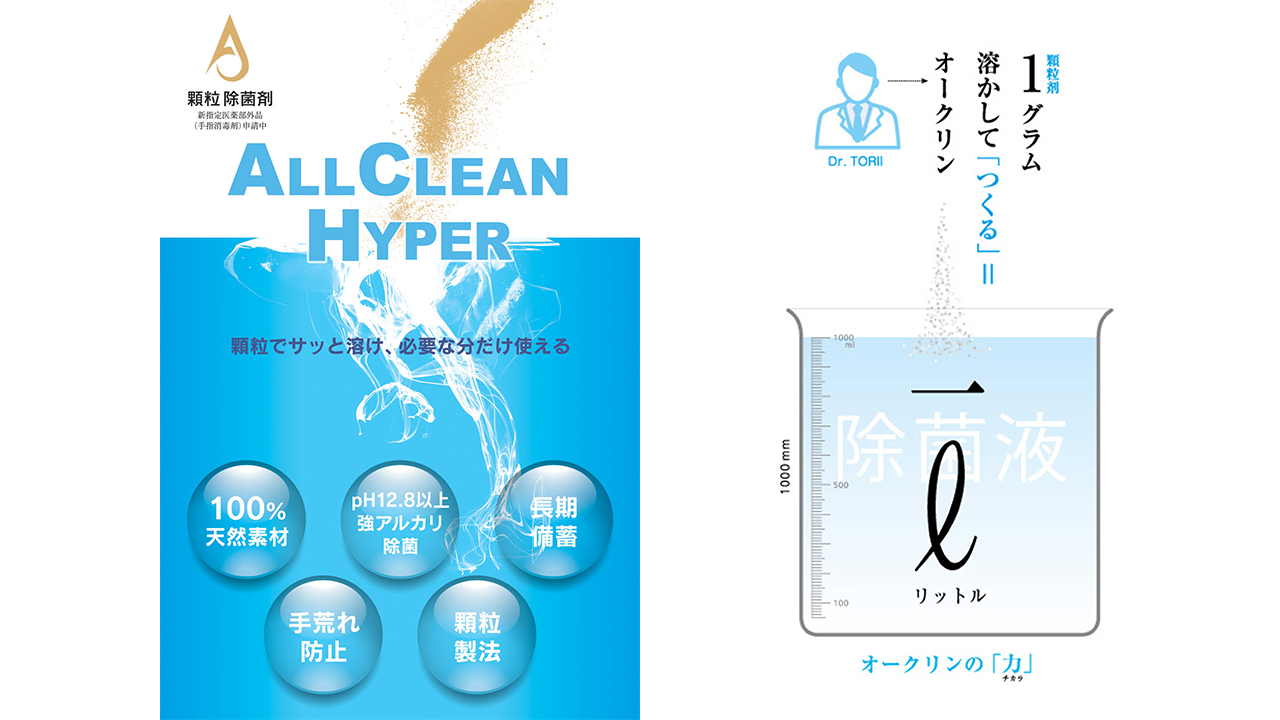 顆粒 除菌剤
新指定医薬部外品
（手指消毒剤）申請中
ALLCLEAN
HYPER
顆粒でサッと溶け、必要な分だけ使える
100%
天然素材
pH12.8以上
強アルカリ
除菌
長期
備蓄
手荒れ
防止
顆粒
製法
顆粒剤
1グラム
溶かして「つくる」＝
オークリン
Dr. TORII
1000
ml
500
100
1000mm
除菌液
一
ℓ
リットル
オークリンの「力」
チカラ